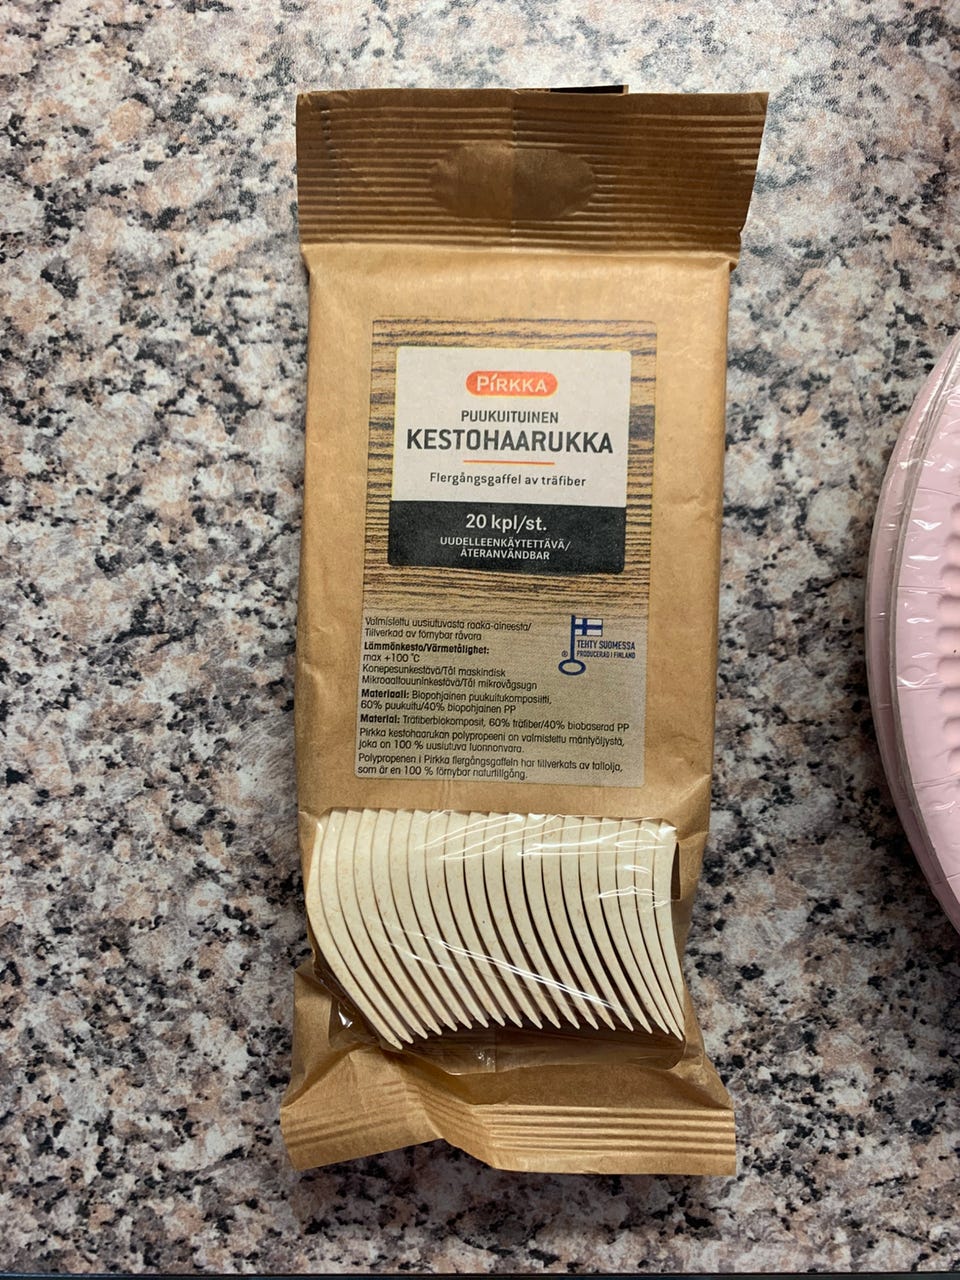 PİRKKA
PUUKUITUINEN
KESTOHAARUKKA
Flergångsgaffel av träfiber
20 kpl/st.
UUDELLEENKÄYTETTÄVÄ/
ÅTERANVÄNDBAR
Valmistettu uusiutuvasta raaka-aineesta/
Tillverkad av förnybar råvara
Lämmönkesto/Värmetålighet:
max +100 °C
Konepesunkestävä/Tål maskindisk
Mikroaaltouuninkestävä/Tål mikrovågsugn
Materiaali: Biopohjainen puukuitukomposiitti,
60% puukuitu/40% biopohjainen PP
Material: Träfiberbiokomposit, 60% träfiber/40% biobaserad PP
Pirkka kestohaarukan polypropeeni on valmistettu mäntyöljystä,
joka on 100 % uusiutuva luonnonvara.
Polypropenen i Pirkka flergångsgaffeln har tillverkats av tallolja,
som är en 100 % förnybar naturtillgång.
®
TEHTY SUOMESSA
PRODUCERAD I FINLAND